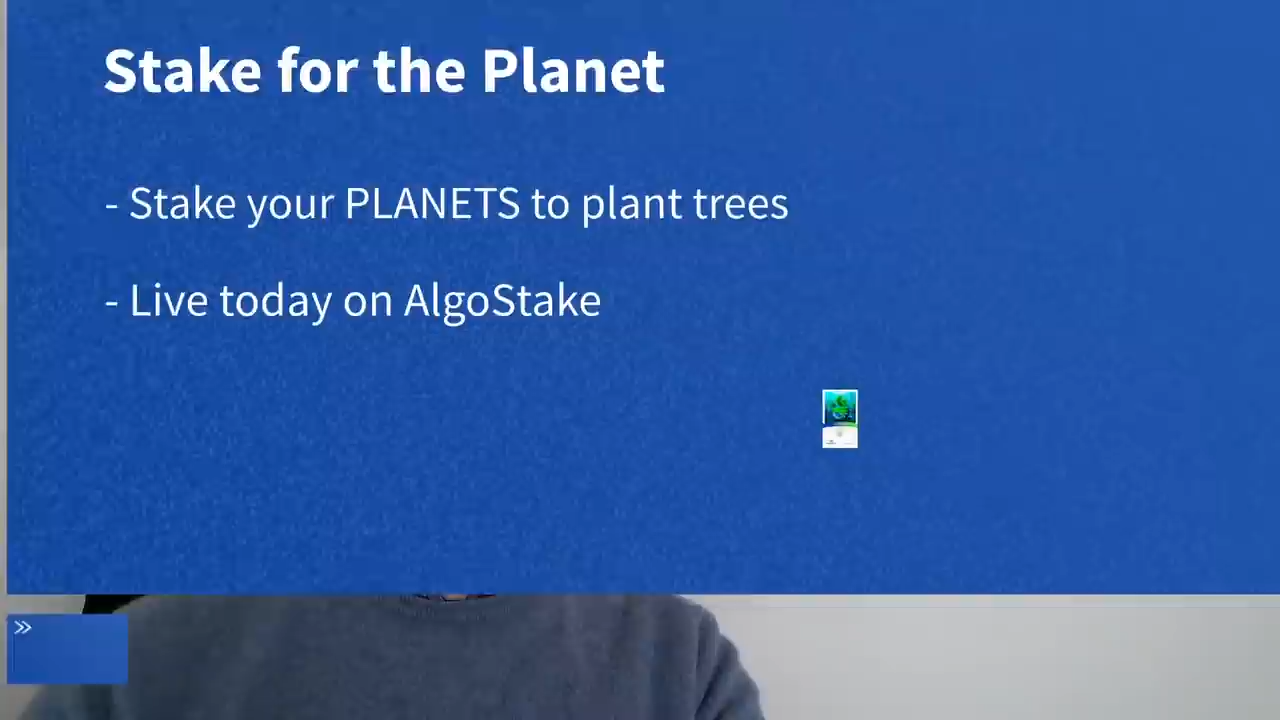 Stake for the Planet
- Stake your PLANETS to plant trees
- Live today on AlgoStake